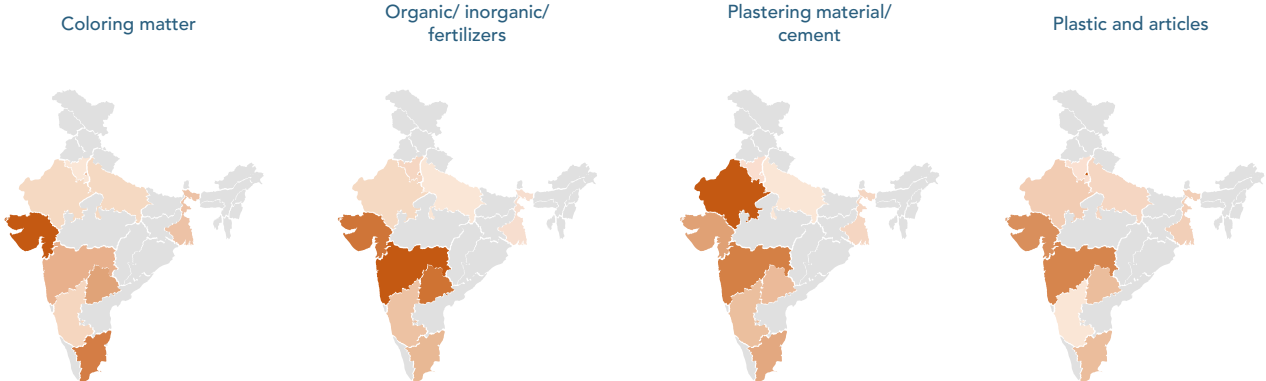 Coloring matter
Organic/ inorganic/
fertilizers
Plastering material/
cement
Plastic and articles